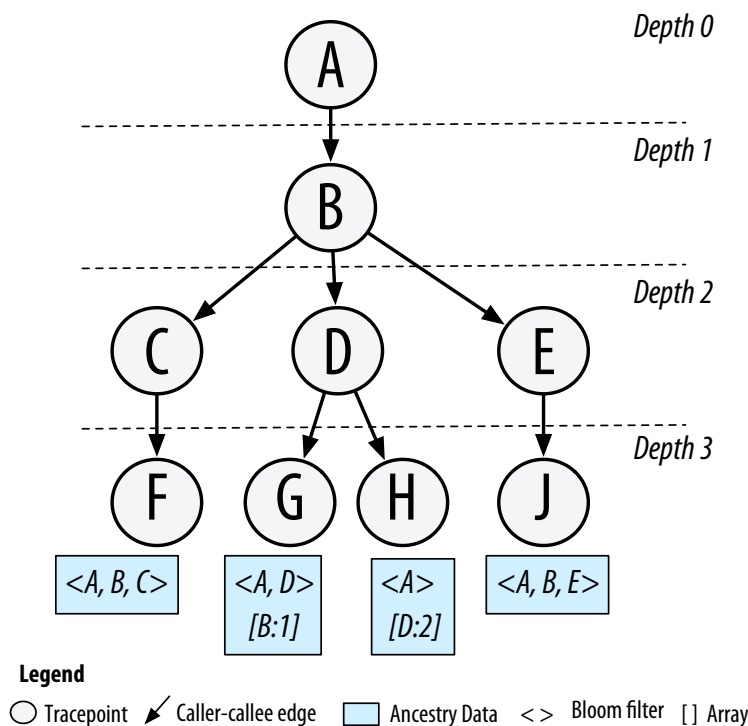 Depth 0
A
Depth 1
B
Depth 2
C D E
Depth 3
F G H J
<A, B, C> <A, D> <A> <A, B, E>
[B:1] [D:2]
Legend
Tracepoint Caller-callee edge Ancestry Data < > Bloom filter [ ] Array